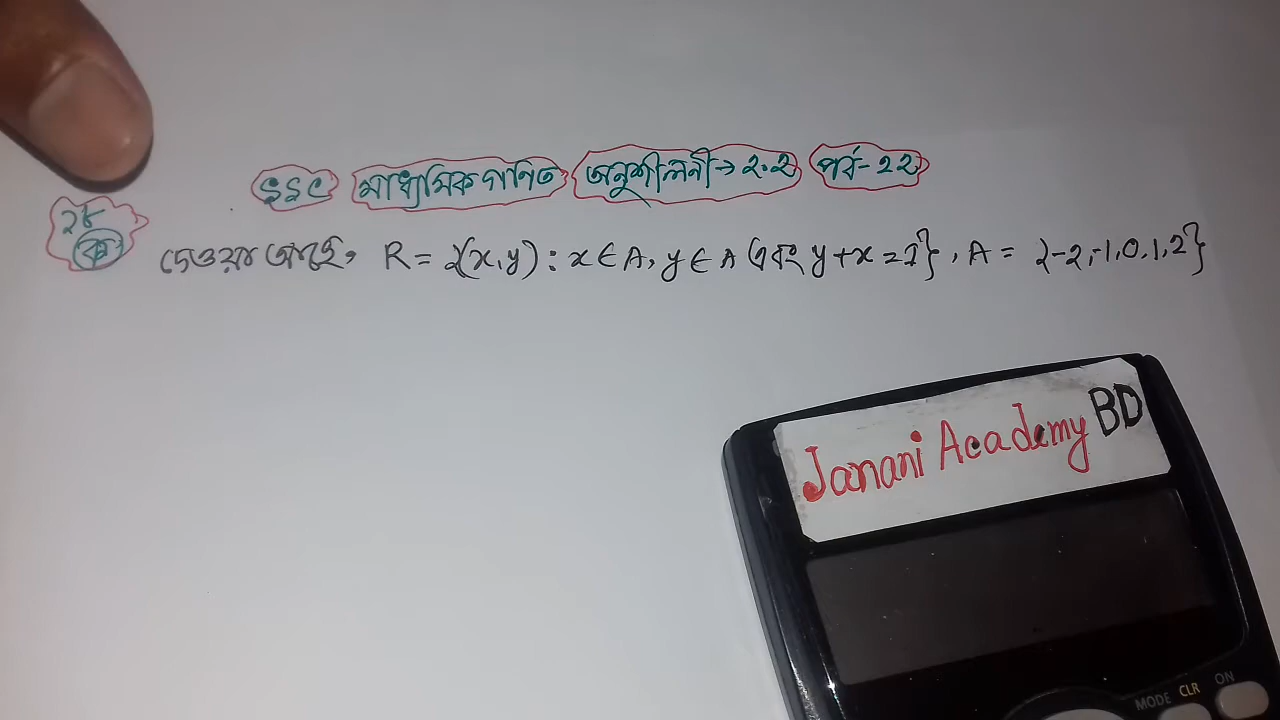 SSC মাধ্যমিক গনিত অনুশীলনী→২.২ পর্ব-২২
২৮
ক
দেওয়া আছে, R = {(x,y) : x∈A, y∈A এবং y+x=1}, A = {-2,-1,0,1,2}
Janani Academy BD
MODE CLR ON